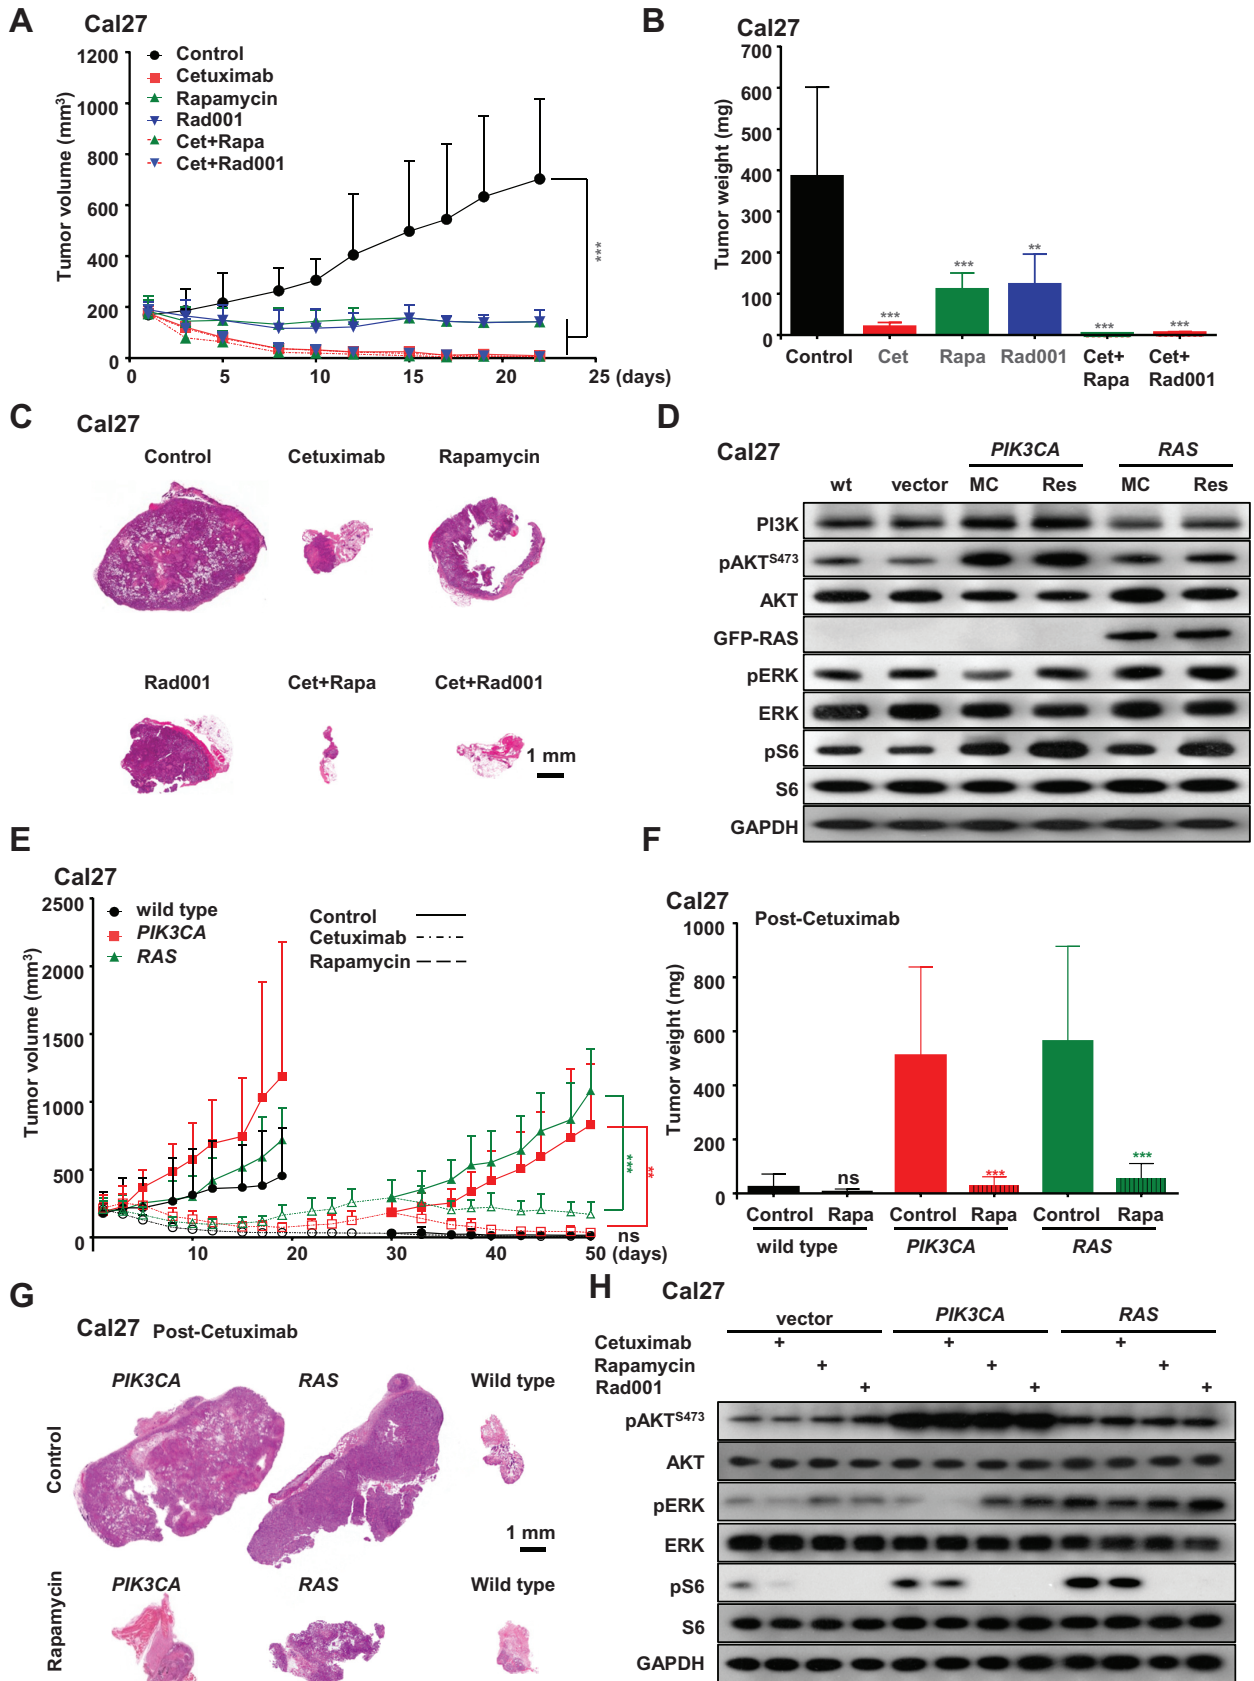 A
Cal27
Tumor volume (mm³)
1200
1000
800
600
400
200
0
0 5 10 15 20 25 (days)
Control
Cetuximab
Rapamycin
Rad001
Cet+Rapa
Cet+Rad001
***
B
Cal27
Tumor weight (mg)
700
600
500
400
300
200
100
0
*** *** ** *** ***
Control Cet Rapa Rad001 Cet+ Cet+
Rapa Rad001
C
Cal27
Control Cetuximab Rapamycin
Rad001 Cet+Rapa Cet+Rad001
1 mm
D
Cal27
PIK3CA RAS
wt vector MC Res MC Res
PI3K
pAKTS473
AKT
GFP-RAS
pERK
ERK
pS6
S6
GAPDH
E
Cal27
Tumor volume (mm³)
2500
2000
1500
1000
500
0
10 20 30 40 50
(days)
wild type
PIK3CA
RAS
Control
Cetuximab
Rapamycin
***
**
ns
F
Cal27
Post-Cetuximab
Tumor weight (mg)
1000
800
600
400
200
0
ns *** ***
Control Rapa Control Rapa Control Rapa
wild type PIK3CA RAS
G
Cal27 Post-Cetuximab
PIK3CA RAS Wild type
Control
1 mm
PIK3CA RAS Wild type
Rapamycin
H
Cal27
vector PIK3CA RAS
Cetuximab + + +
Rapamycin + + +
Rad001 + + +
pAKTS473
AKT
pERK
ERK
pS6
S6
GAPDH